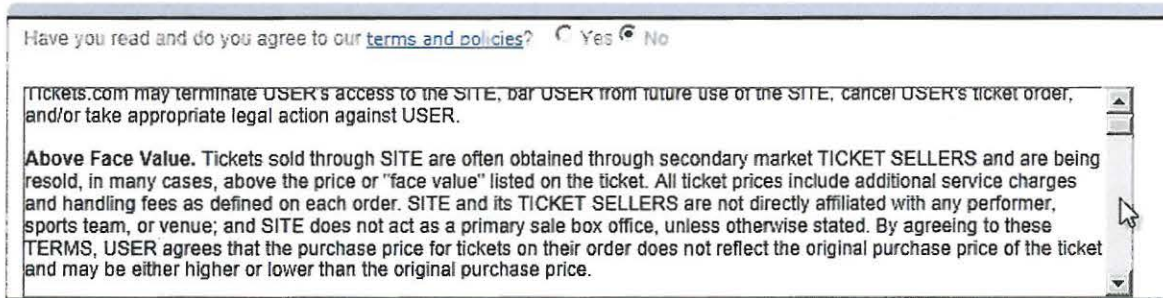 Have you read and do you agree to our terms and policies? Yes No
Tickets.com may terminate USER's access to the SITE, bar USER from future use of the SITE, cancel USER's ticket order,
and/or take appropriate legal action against USER.
Above Face Value. Tickets sold through SITE are often obtained through secondary market TICKET SELLERS and are being
resold, in many cases, above the price or "face value" listed on the ticket. All ticket prices include additional service charges
and handling fees as defined on each order. SITE and its TICKET SELLERS are not directly affiliated with any performer,
sports team, or venue; and SITE does not act as a primary sale box office, unless otherwise stated. By agreeing to these
TERMS, USER agrees that the purchase price for tickets on their order does not reflect the original purchase price of the ticket
and may be either higher or lower than the original purchase price.